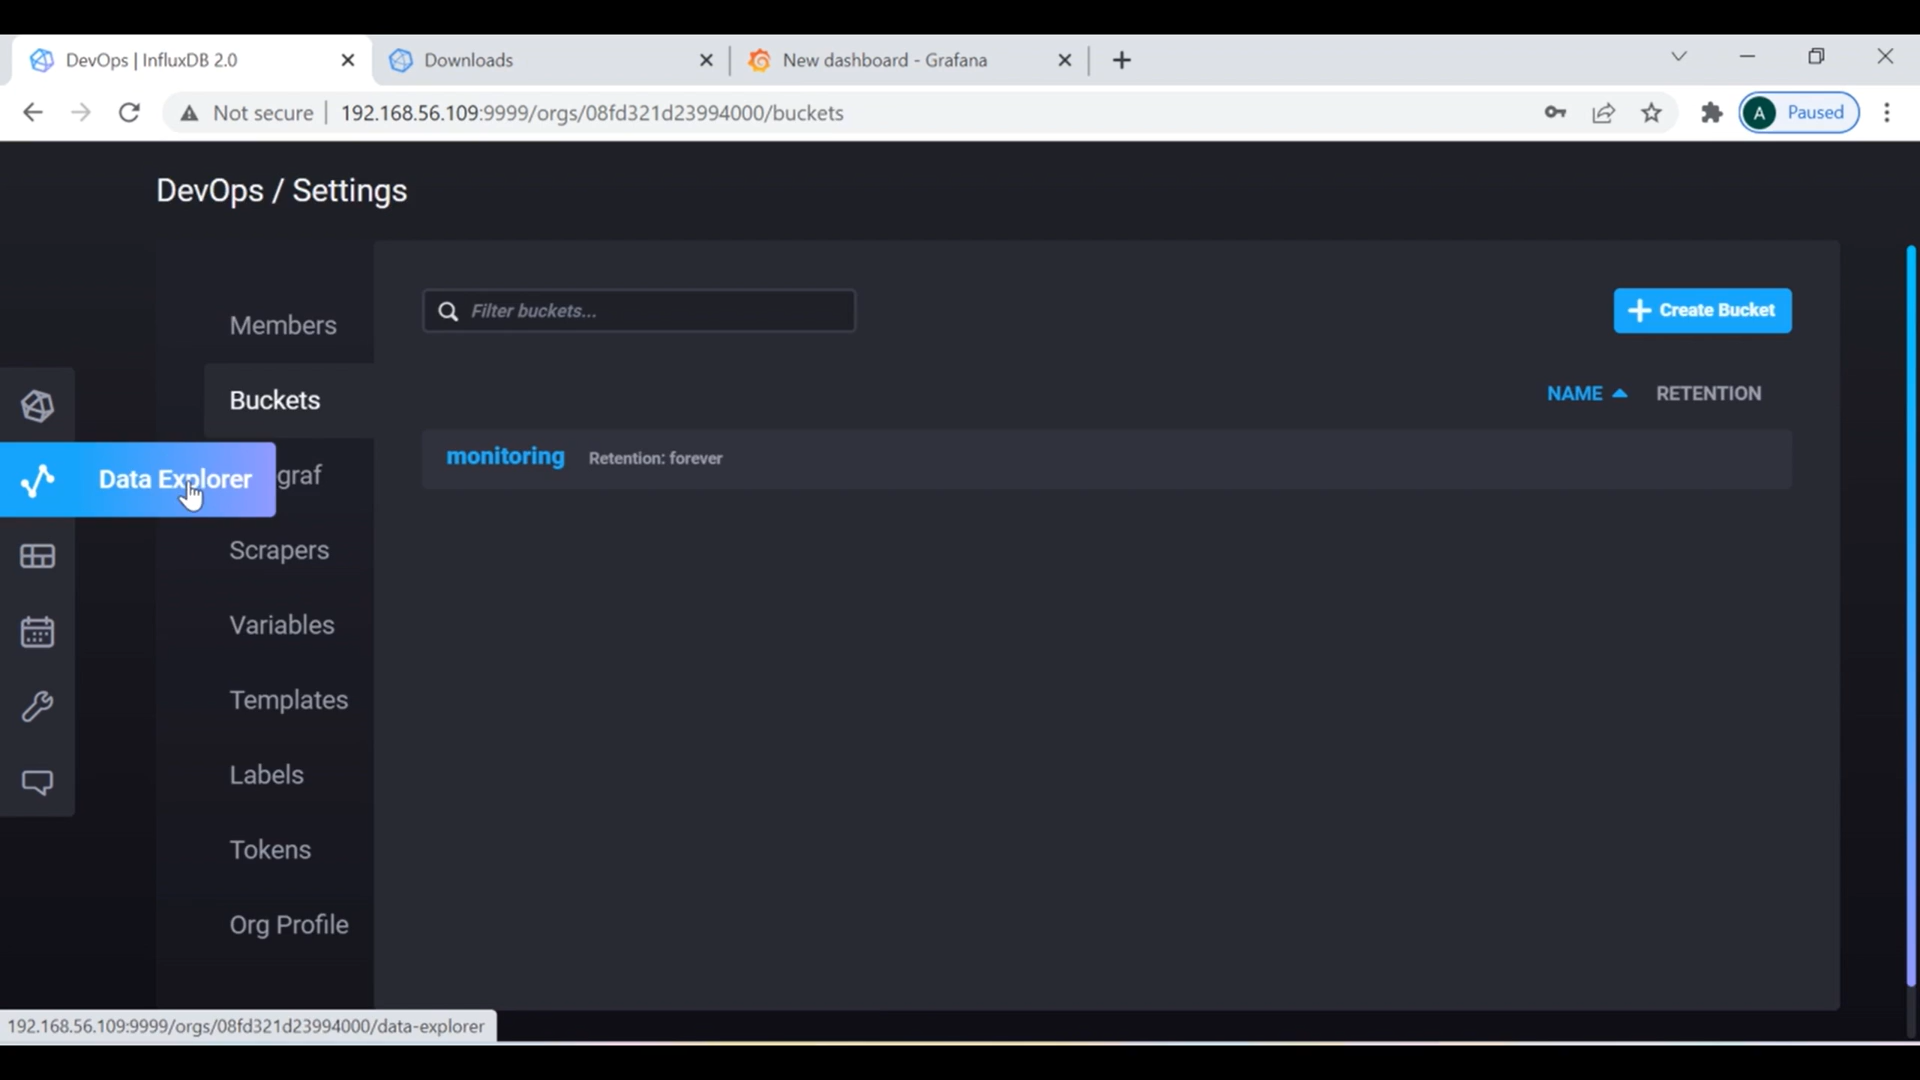 DevOps | InfluxDB 2.0
Downloads
New dashboard - Grafana
Not secure
192.168.56.109:9999/orgs/08fd321d23994000/buckets
A Paused
DevOps / Settings
Members
Buckets
Data Explorer
graf
Scrapers
Variables
Templates
Labels
Tokens
Org Profile
Filter buckets...
Create Bucket
NAME RETENTION
monitoring Retention: forever
192.168.56.109:9999/orgs/08fd321d23994000/data-explorer